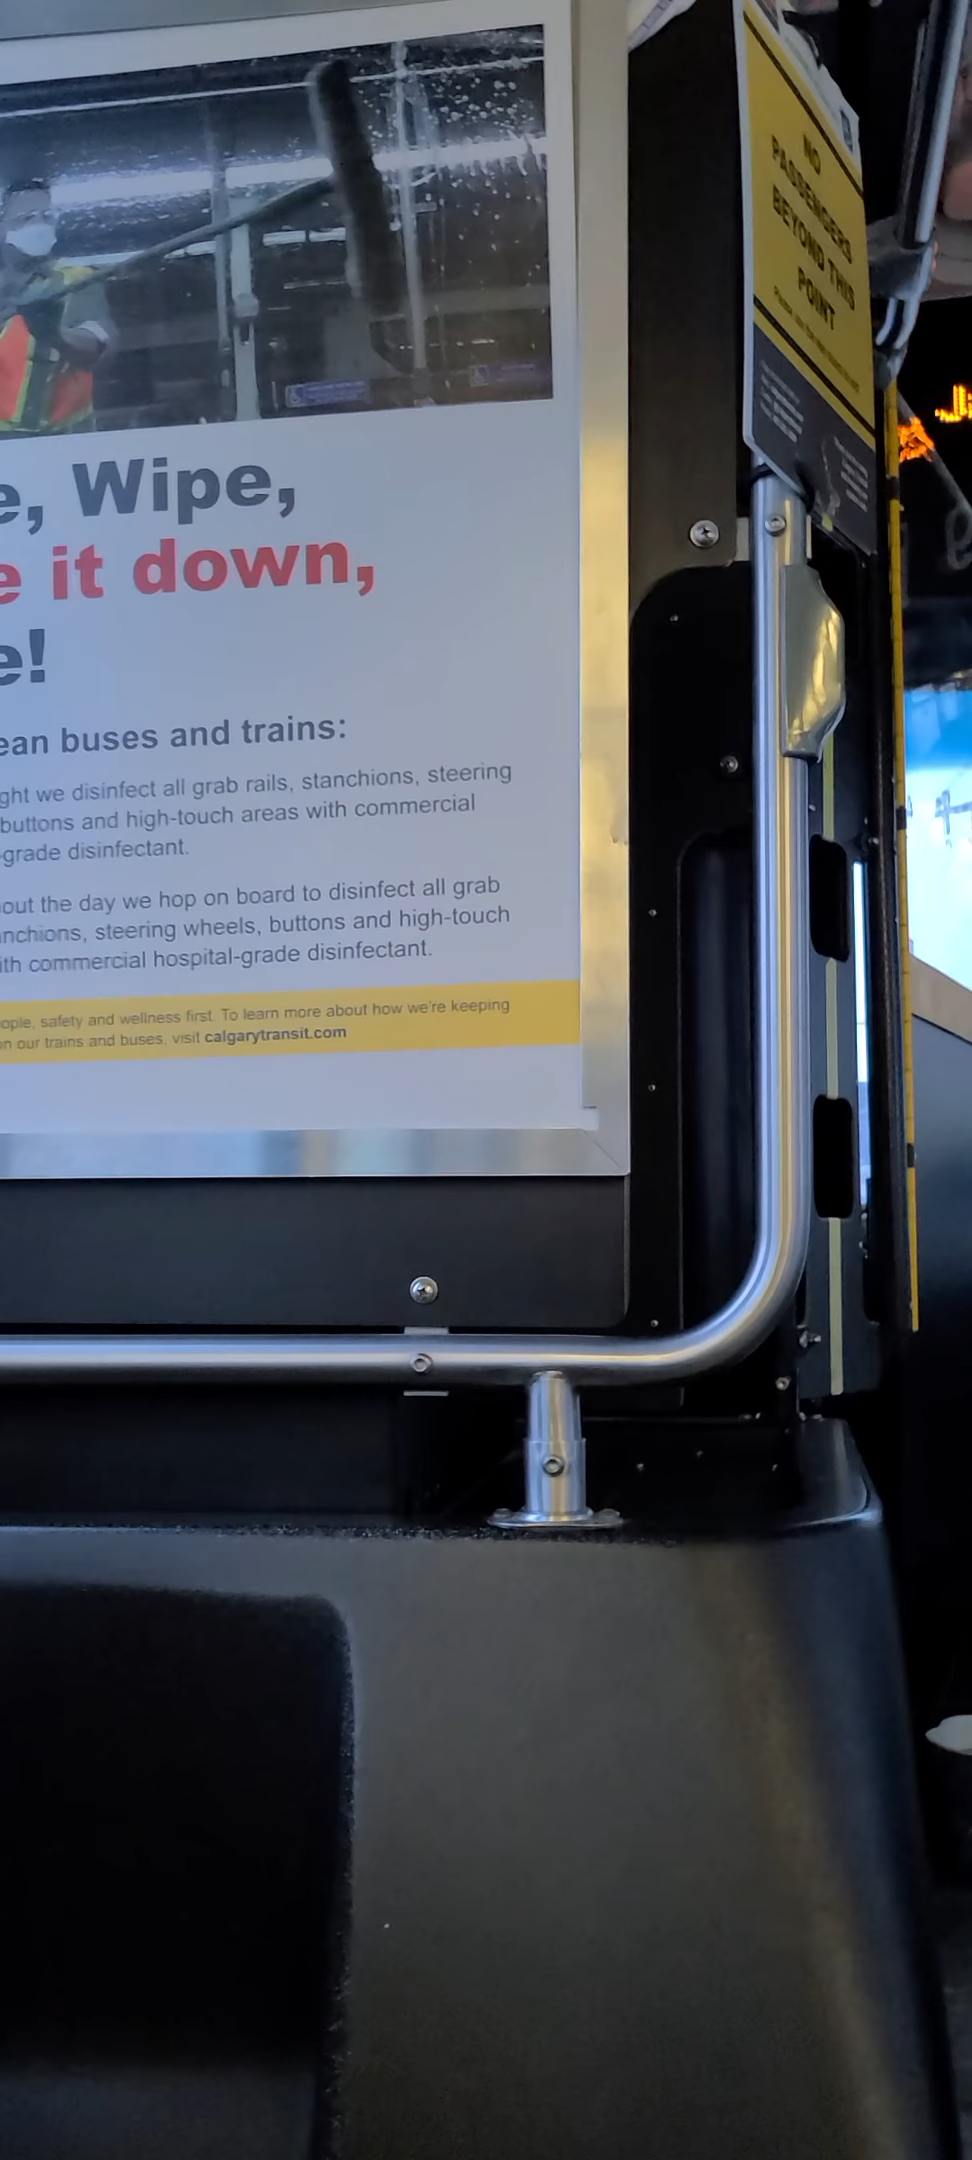 e, Wipe,
e it down,
e!
ean buses and trains:
ght we disinfect all grab rails, stanchions, steering
buttons and high-touch areas with commercial
-grade disinfectant.
out the day we hop on board to disinfect all grab
nchions, steering wheels, buttons and high-touch
ith commercial hospital-grade disinfectant.
ople, safety and wellness first. To learn more about how we're keeping
on our trains and buses, visit calgarytransit.com
NO
PASSENGERS
BEYOND THIS
POINT